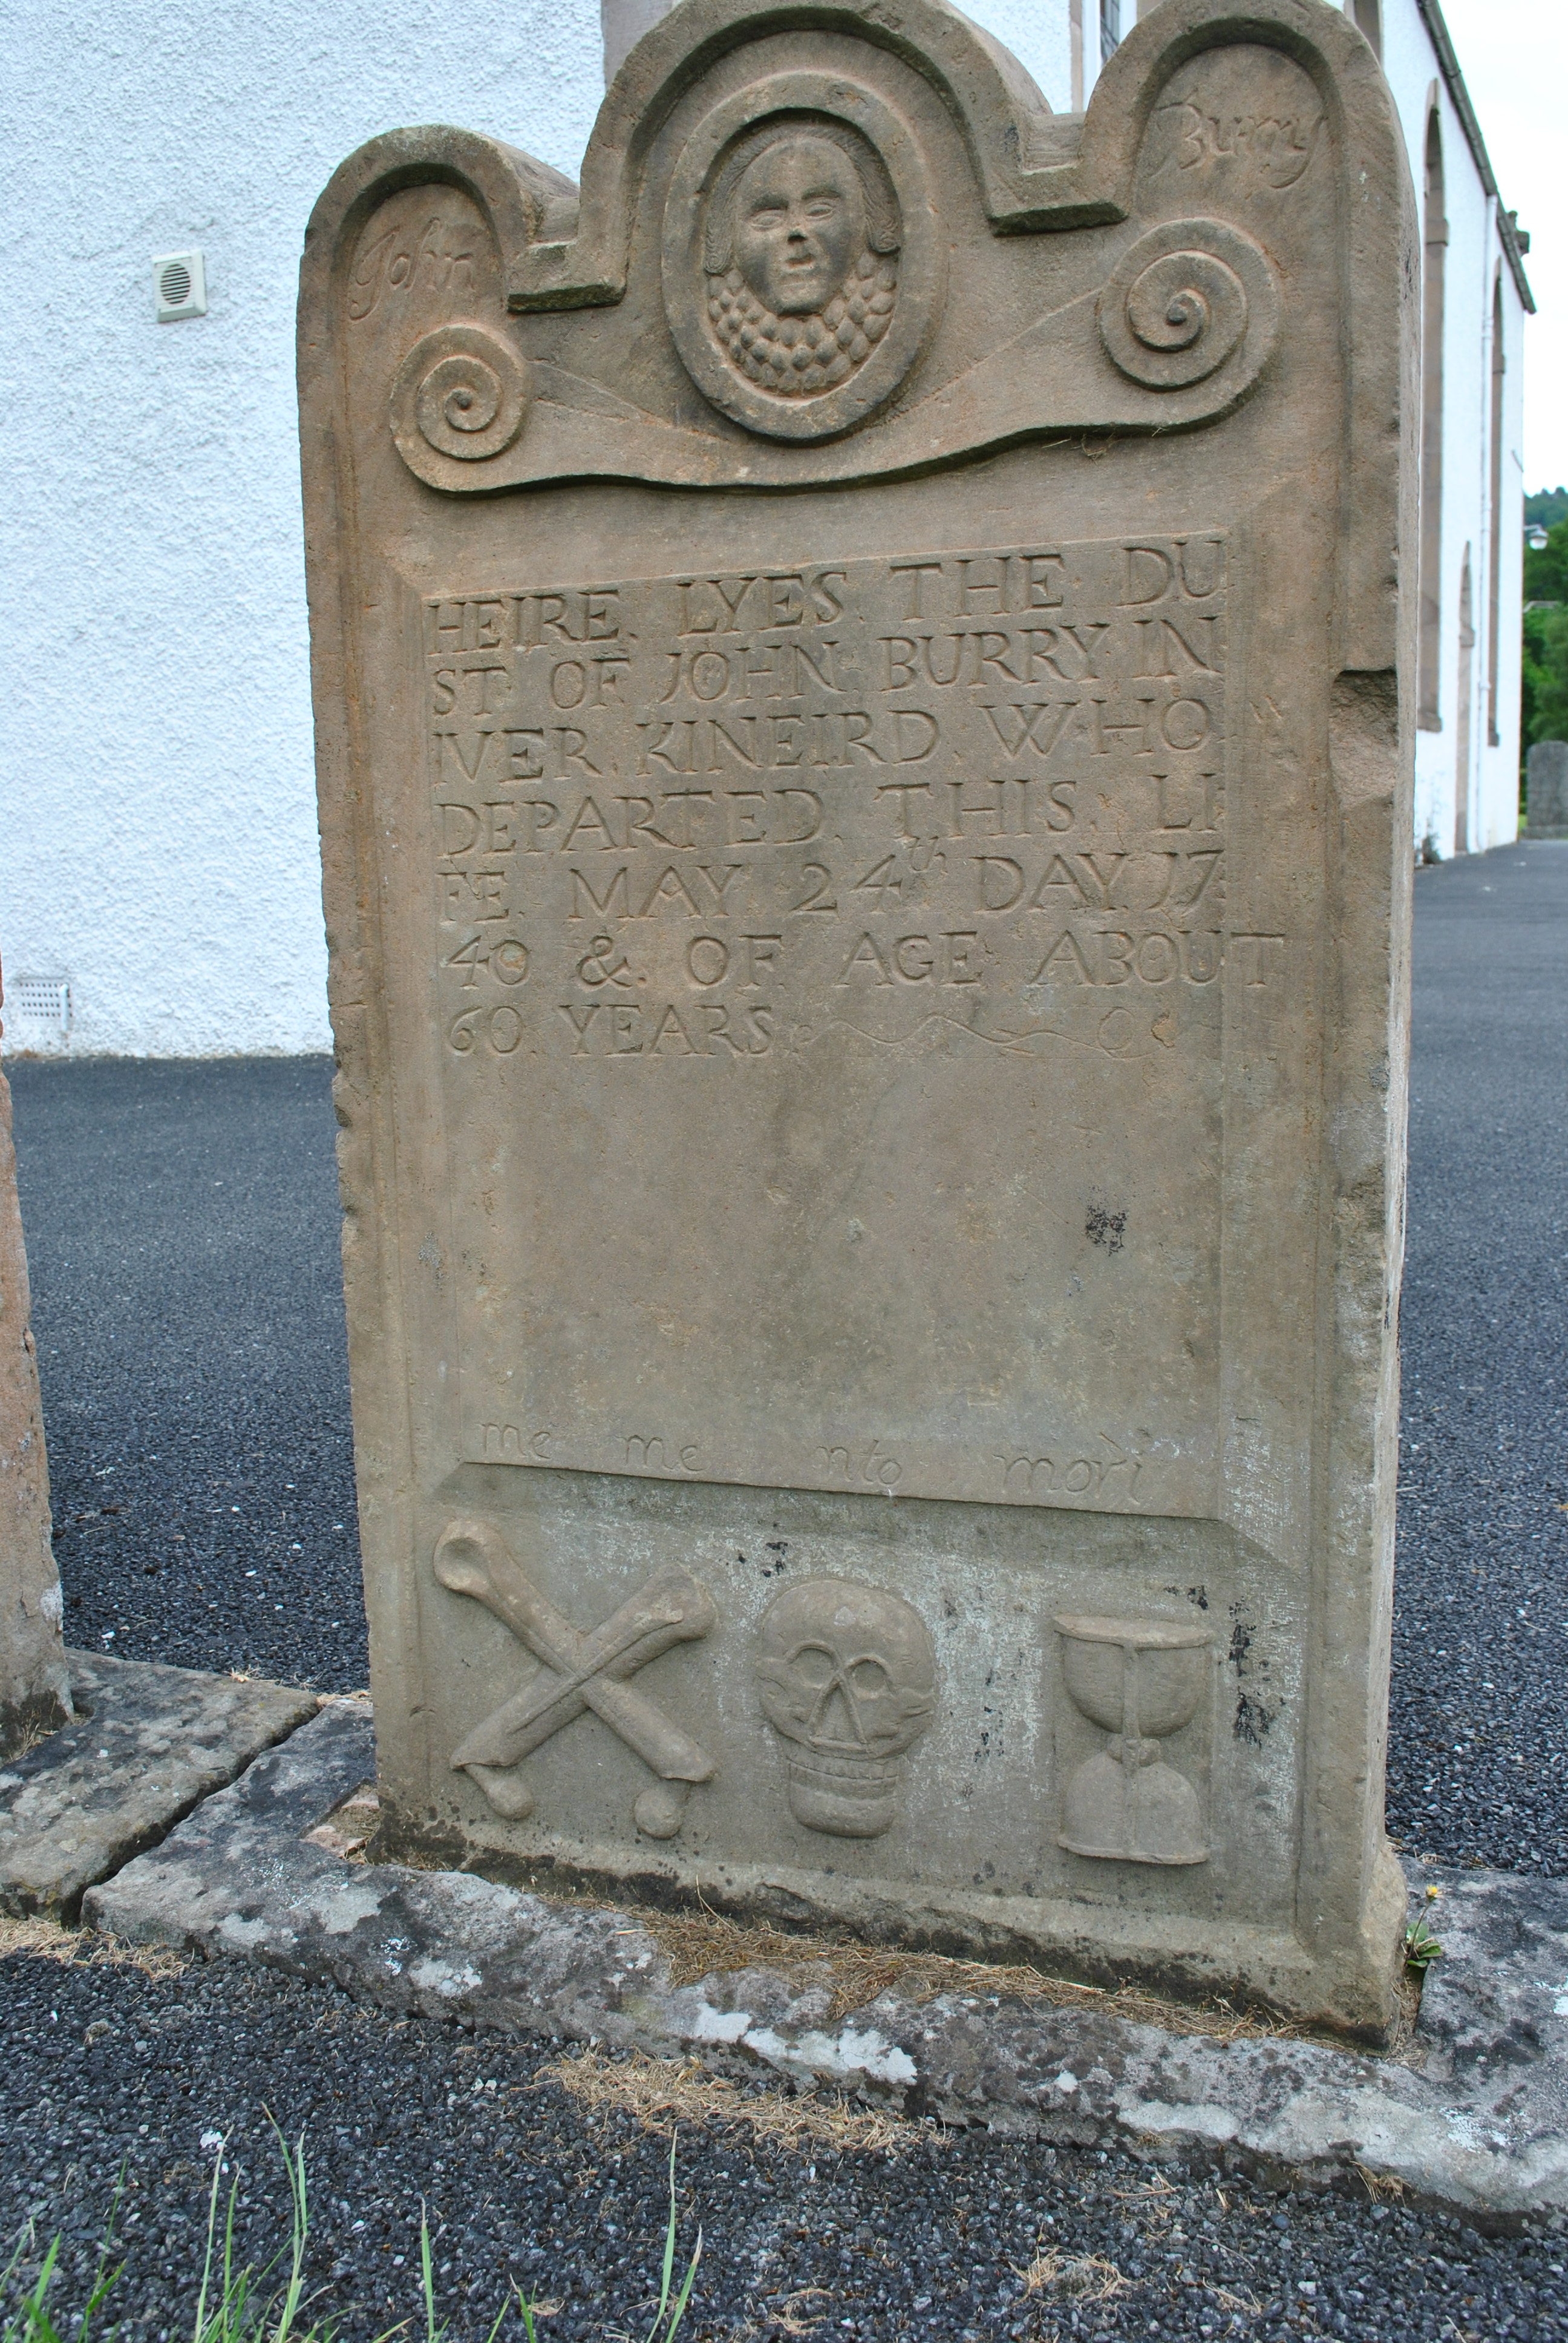 John Burry
HEIRE. LYES. THE. DU
ST. OF JOHN. BURRY. IN
IVER. KINEIRD. WHO
DEPARTED. THIS. LI
FE. MAY. 24th DAY 17
40 & OF AGE ABOUT
60 YEARS
me me nto mori